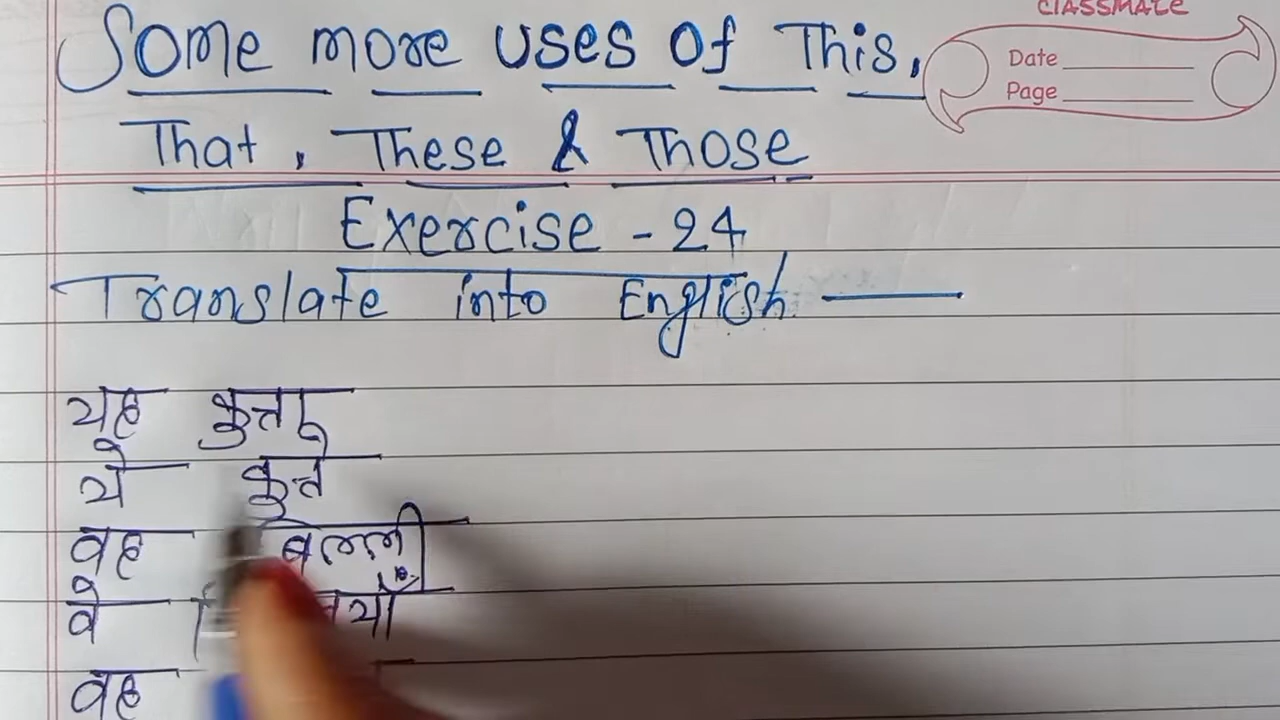 CLASSMATE
Some more uses of This,
Date
Page
That, These & Those
Exercise - 24
Translate into English
यह कुत्ता
ये कुत्ते
वह बिल्ली
वे
वह